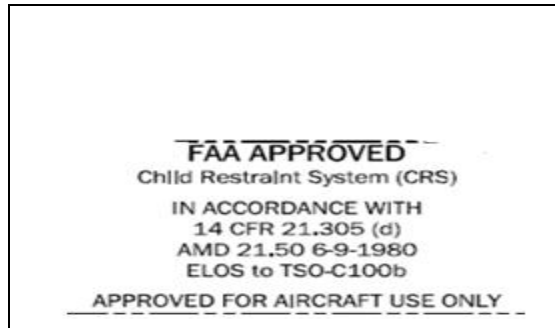 FAA APPROVED
Child Restraint System (CRS)
IN ACCORDANCE WITH
14 CFR 21.305 (d)
AMD 21.50 6-9-1980
ELOS to TSO-C100b
APPROVED FOR AIRCRAFT USE ONLY